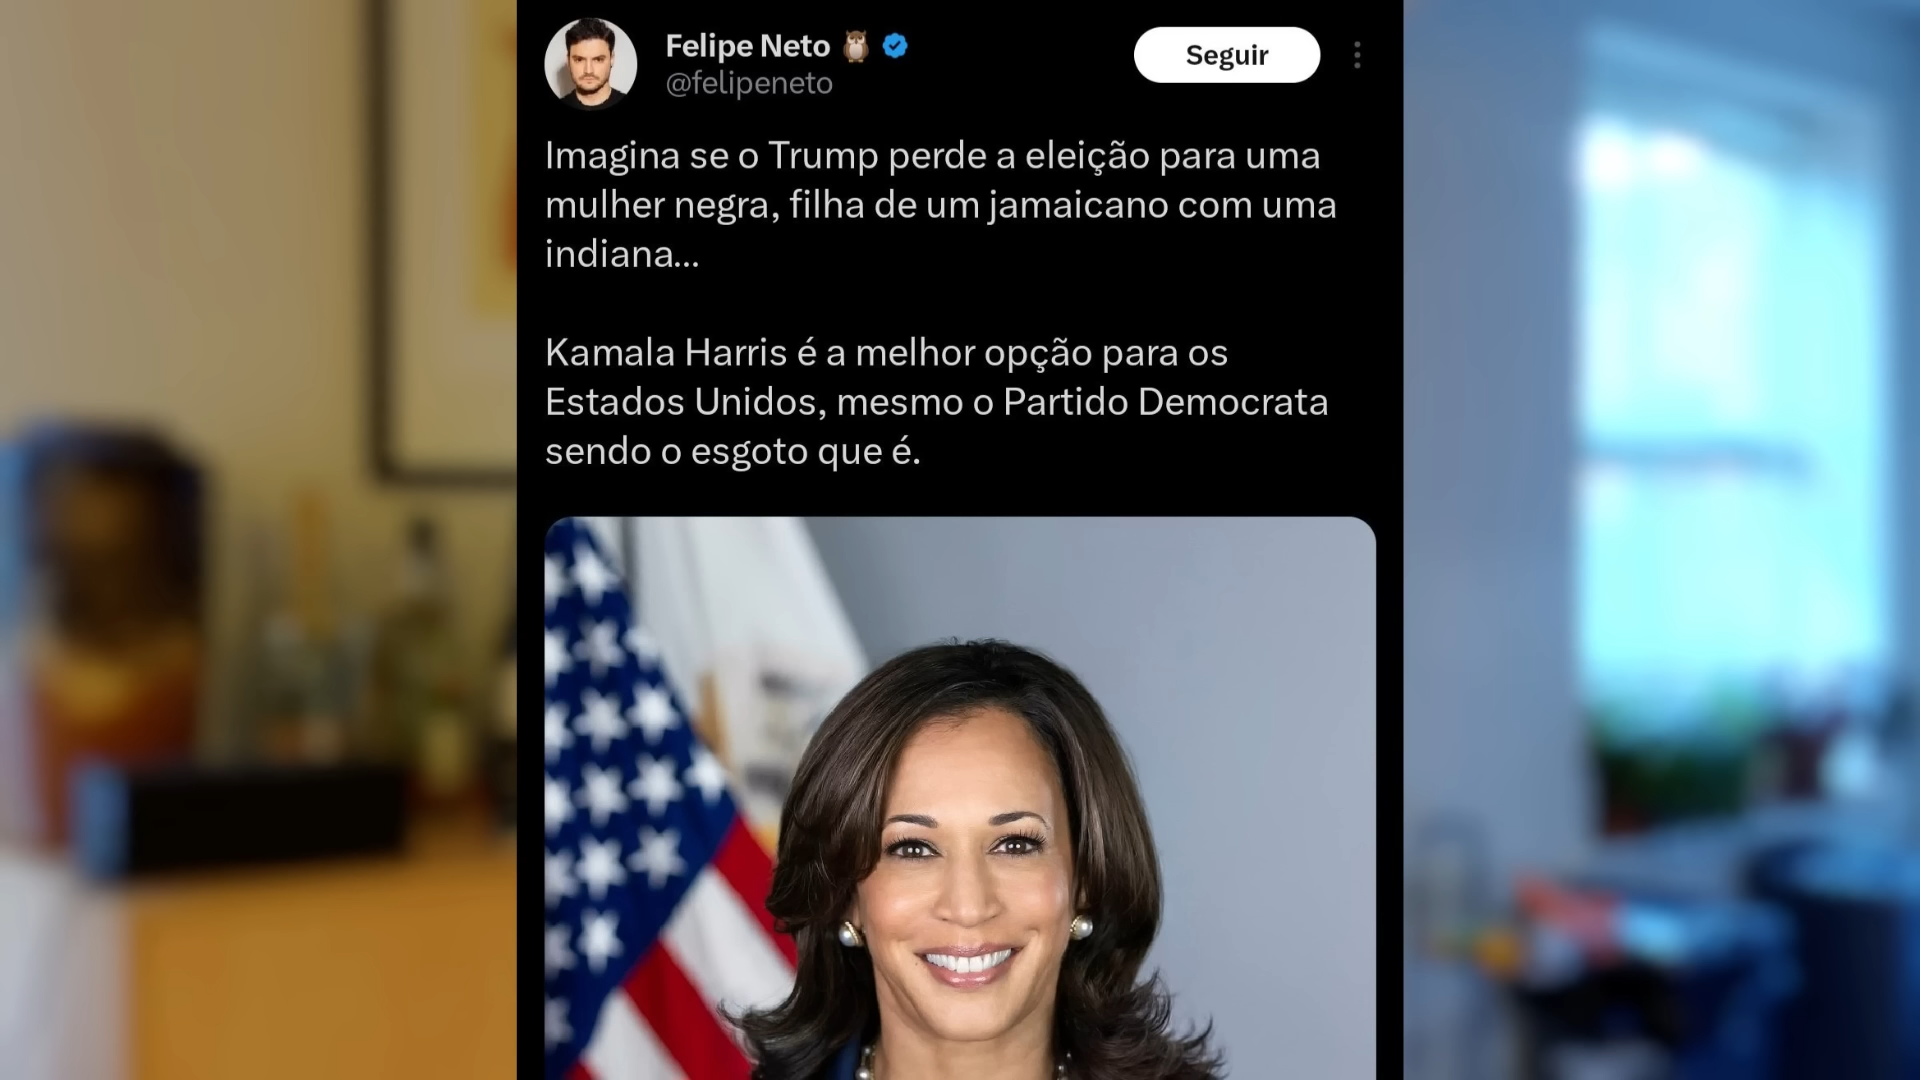 Felipe Neto
@felipeneto
Seguir
Imagina se o Trump perde a eleição para uma
mulher negra, filha de um jamaicano com uma
indiana...
Kamala Harris é a melhor opção para os
Estados Unidos, mesmo o Partido Democrata
sendo o esgoto que é.